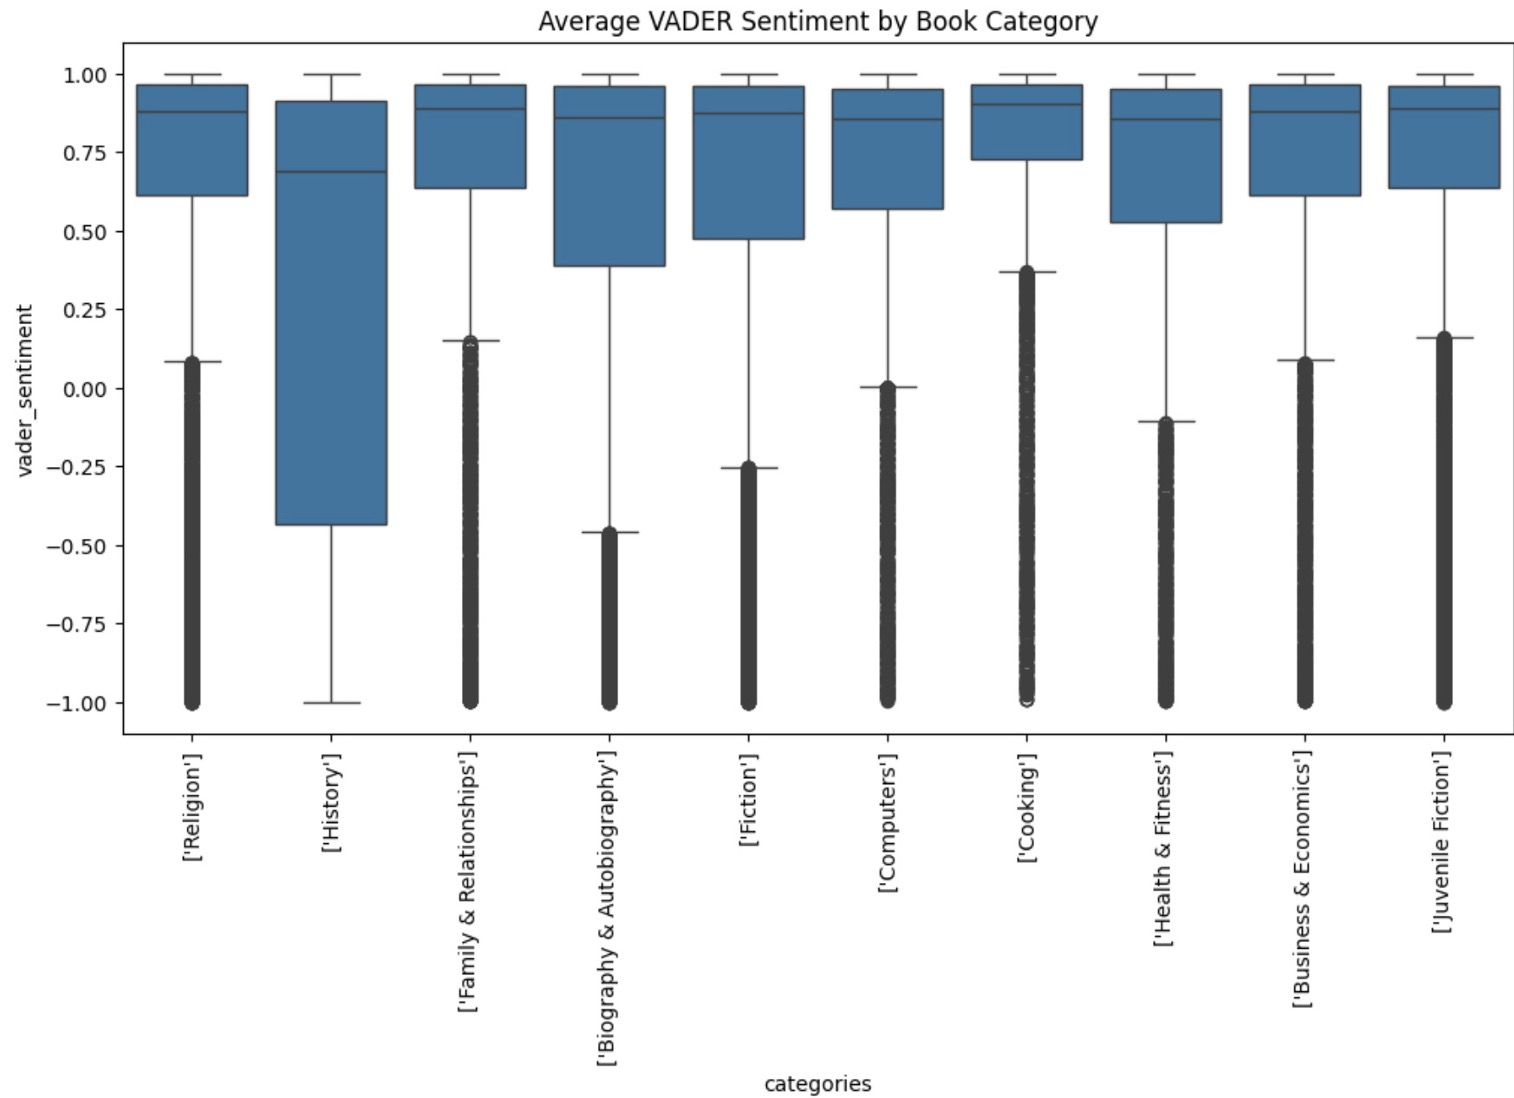 Average VADER Sentiment by Book Category
1.00
0.75
0.50
0.25
0.00
−0.25
−0.50
−0.75
−1.00
vader_sentiment
['Religion']
['History']
['Family & Relationships']
['Biography & Autobiography']
['Fiction']
['Computers']
['Cooking']
['Health & Fitness']
['Business & Economics']
['Juvenile Fiction']
categories